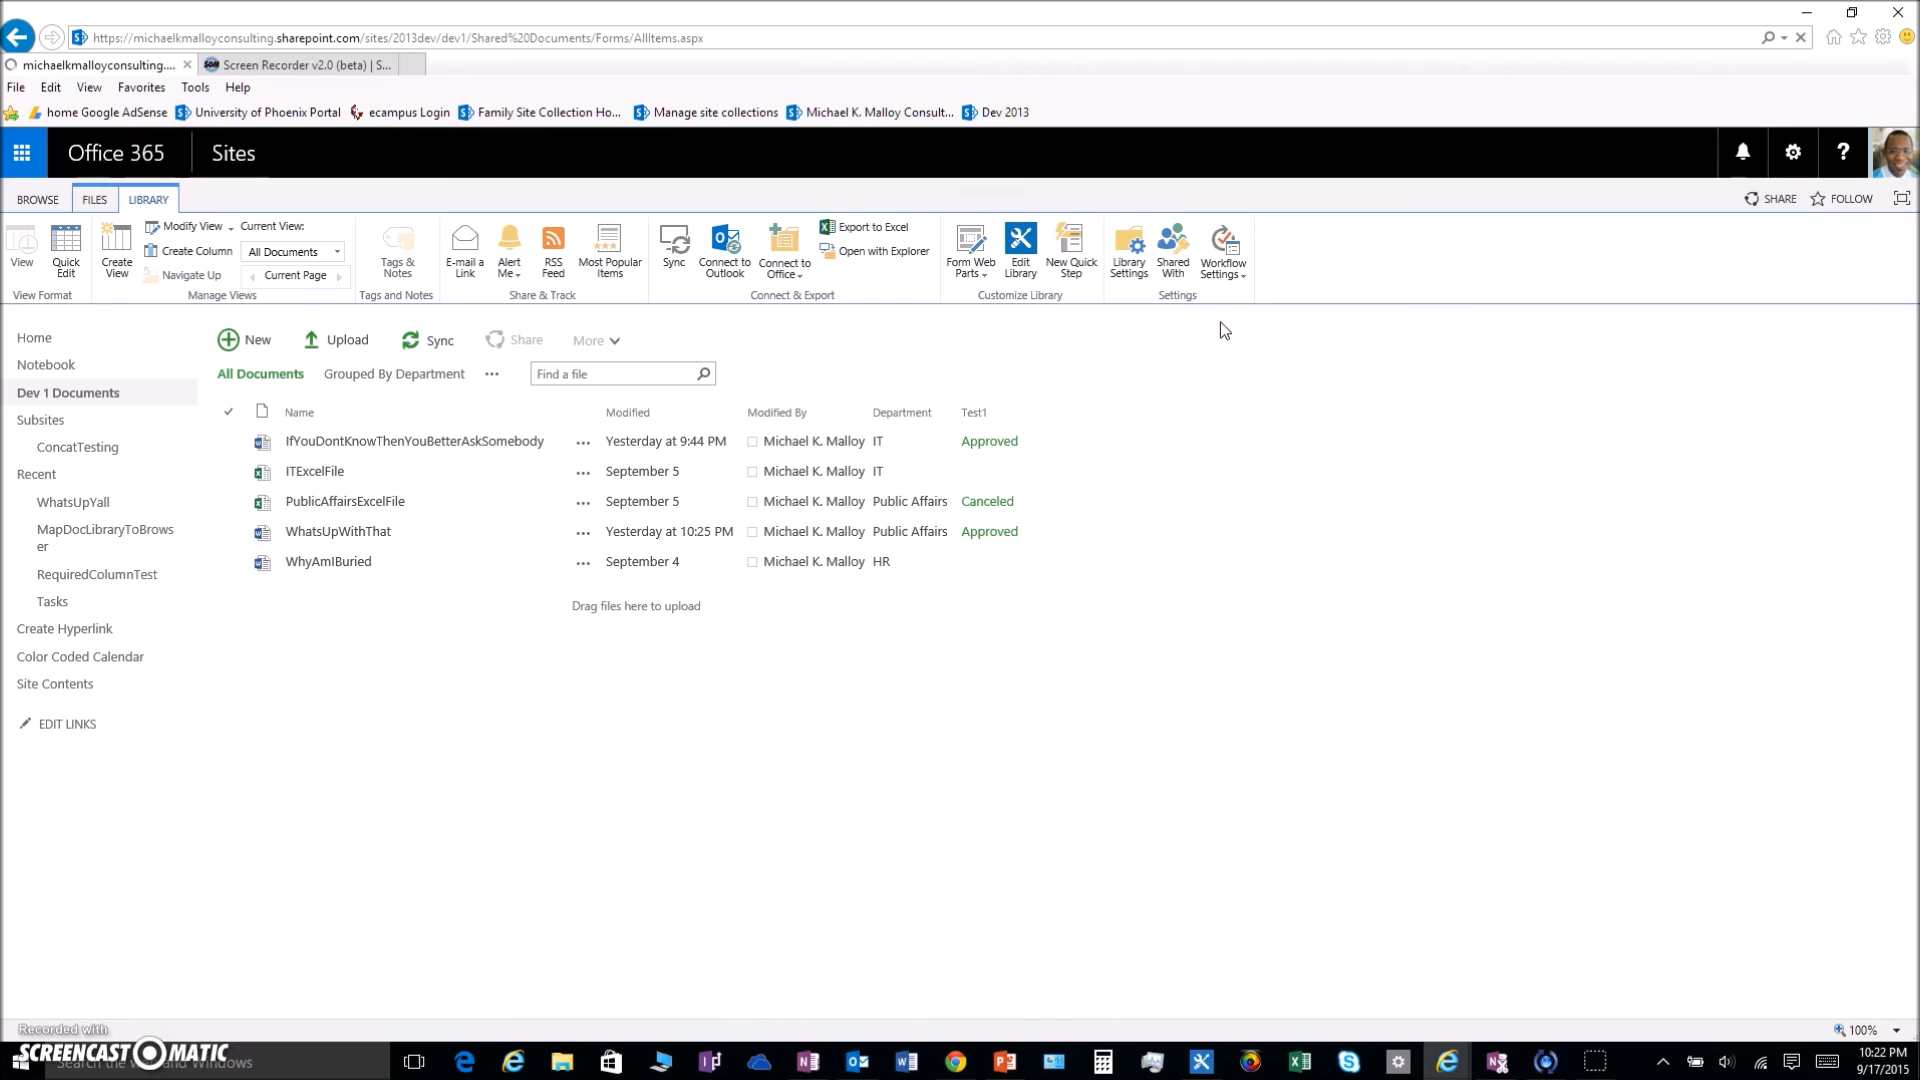 https://michaelkmalloyconsulting.sharepoint.com/sites/2013dev/dev1/Shared%20Documents/Forms/AllItems.aspx
michaelkmalloyconsulting.... Screen Recorder v2.0 (beta) | S...
File Edit View Favorites Tools Help
home Google AdSense University of Phoenix Portal ecampus Login Family Site Collection Ho... Manage site collections Michael K. Malloy Consult... Dev 2013
Office 365 Sites ?
BROWSE FILES LIBRARY SHARE FOLLOW
View
Quick Edit
View Format
Create View
Modify View
Create Column
Navigate Up
Current View:
All Documents
Current Page
Manage Views
Tags & Notes
Tags and Notes
E-mail a Link
Alert Me
RSS Feed
Most Popular Items
Share & Track
Sync
Connect to Outlook
Connect to Office
Export to Excel
Open with Explorer
Connect & Export
Form Web Parts
Edit Library
New Quick Step
Customize Library
Library Settings
Shared With
Workflow Settings
Settings
Home
Notebook
Dev 1 Documents
Subsites
ConcatTesting
Recent
WhatsUpYall
MapDocLibraryToBrows
er
RequiredColumnTest
Tasks
Create Hyperlink
Color Coded Calendar
Site Contents
EDIT LINKS
New Upload Sync Share More
All Documents Grouped By Department ... Find a file
Name Modified Modified By Department Test1
IfYouDontKnowThenYouBetterAskSomebody ... Yesterday at 9:44 PM Michael K. Malloy IT Approved
ITExcelFile ... September 5 Michael K. Malloy IT
PublicAffairsExcelFile ... September 5 Michael K. Malloy Public Affairs Canceled
WhatsUpWithThat ... Yesterday at 10:25 PM Michael K. Malloy Public Affairs Approved
WhyAmIBuried ... September 4 Michael K. Malloy HR
Drag files here to upload
100%
Recorded with
SCREENCAST MATIC
Search the web and Windows
10:22 PM
9/17/2015